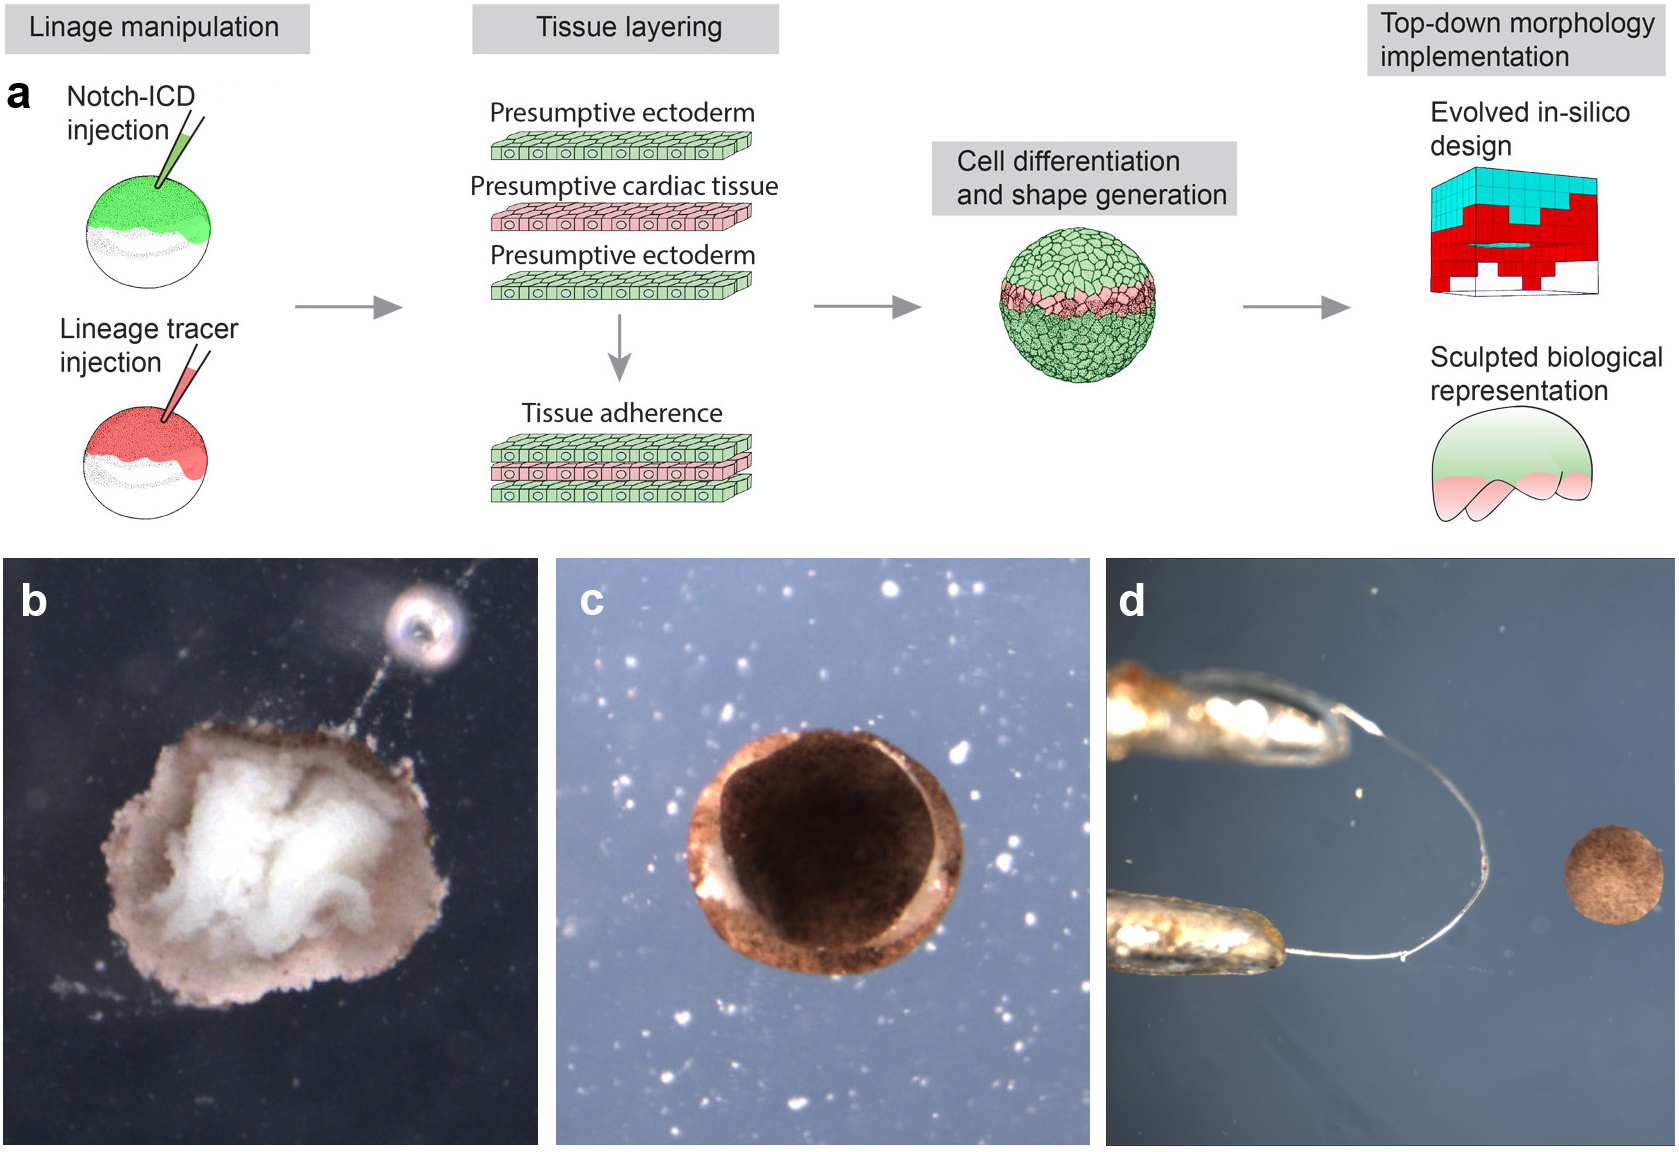 Linage manipulation
Tissue layering
Top-down morphology
implementation
a
Notch-ICD
injection
Lineage tracer
injection
Presumptive ectoderm
Presumptive cardiac tissue
Presumptive ectoderm
Tissue adherence
Cell differentiation
and shape generation
Evolved in-silico
design
Sculpted biological
representation
b
c
d